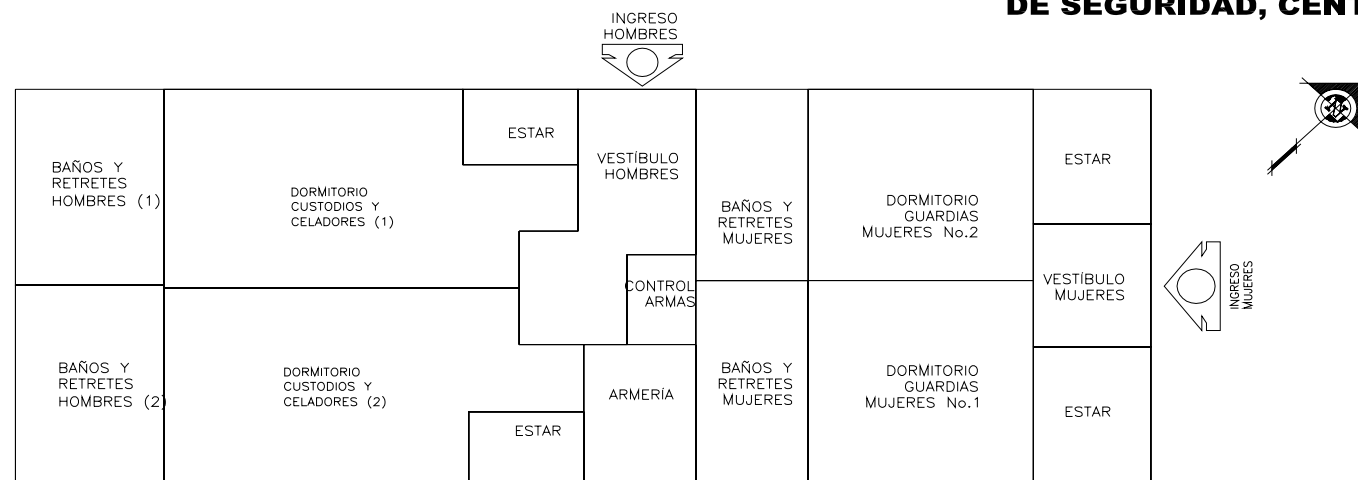 DE SEGURIDAD,
INGRESO
HOMBRES
BAÑOS Y
RETRETES
HOMBRES (1)
DORMITORIO
CUSTODIOS Y
CELADORES (1)
ESTAR
VESTÍBULO
HOMBRES
BAÑOS Y
RETRETES
MUJERES
DORMITORIO
GUARDIAS
MUJERES No.2
ESTAR
CONTROL
ARMAS
VESTÍBULO
MUJERES
INGRESO
MUJERES
BAÑOS Y
RETRETES
HOMBRES (2)
DORMITORIO
CUSTODIOS Y
CELADORES (2)
ESTAR
ARMERÍA
BAÑOS Y
RETRETES
MUJERES
DORMITORIO
GUARDIAS
MUJERES No.1
ESTAR